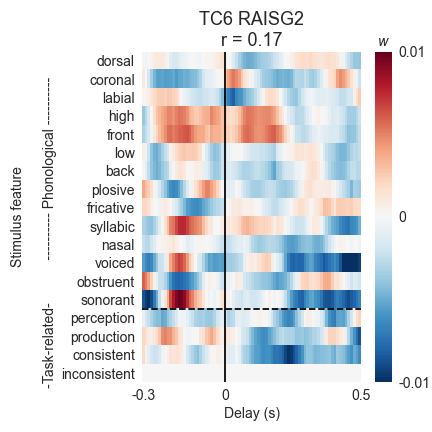 TC6 RAISG2
r = 0.17
w
dorsal
coronal
labial
high
front
low
back
plosive
fricative
syllabic
nasal
voiced
obstruent
sonorant
perception
production
consistent
inconsistent
Stimulus feature
---------- Phonological ----------
-Task-related-
-0.3
0
0.5
Delay (s)
0.01
0
-0.01